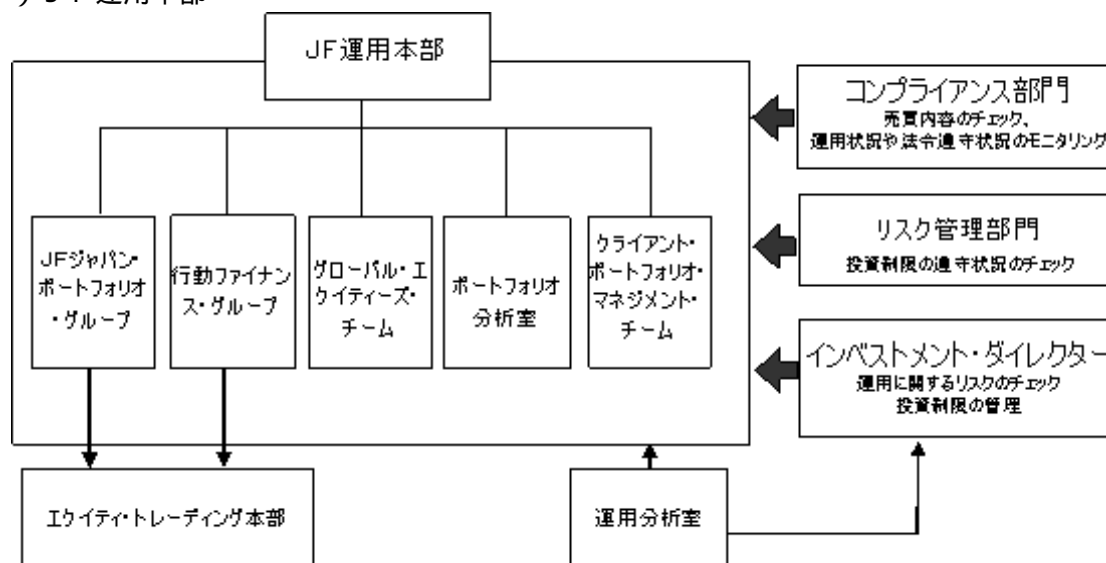 JF運用本部
コンプライアンス部門
売買内容のチェック、
運用状況や法令遵守状況のモニタリング
リスク管理部門
投資制限の遵守状況のチェック
インベストメント・ダイレクター
運用に関するリスクのチェック
投資制限の管理
JFジャパン・
ポートフォリオ
・グループ
行動ファイナン
ス・グループ
グローバル・エ
クイティーズ・
チーム
ポートフォリオ
分析室
クライアント・
ポートフォリオ・
マネジメント・
チーム
エクイティ・トレーディング本部
運用分析室